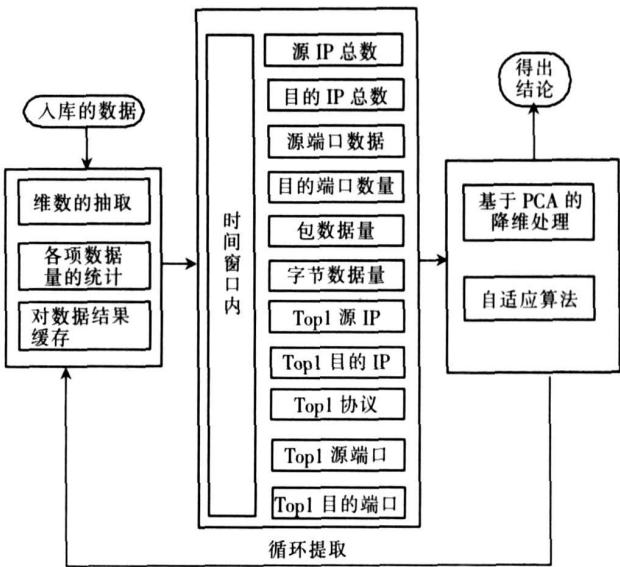 入库的数据
维数的抽取
各项数据
量的统计
对数据结果
缓存
时间窗口内
源 IP 总数
目的 IP 总数
源端口数据
目的端口数量
包数据量
字节数据量
Top1 源 IP
Top1 目的 IP
Top1 协议
Top1 源端口
Top1 目的端口
得出
结论
基于 PCA 的
降维处理
自适应算法
循环提取